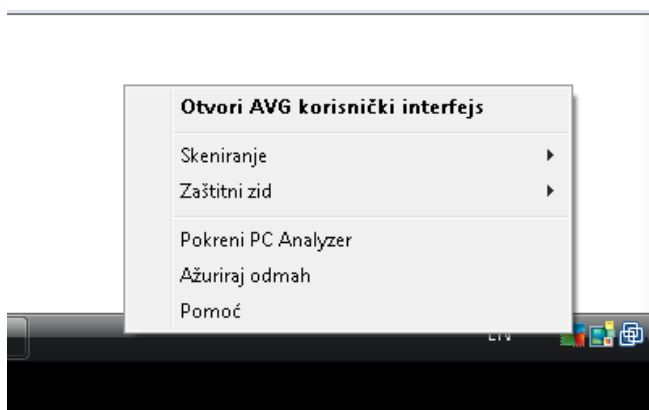 Otvori AVG korisnički interfejs
Skeniranje
Zaštitni zid
Pokreni PC Analyzer
Ažuriraj odmah
Pomoć